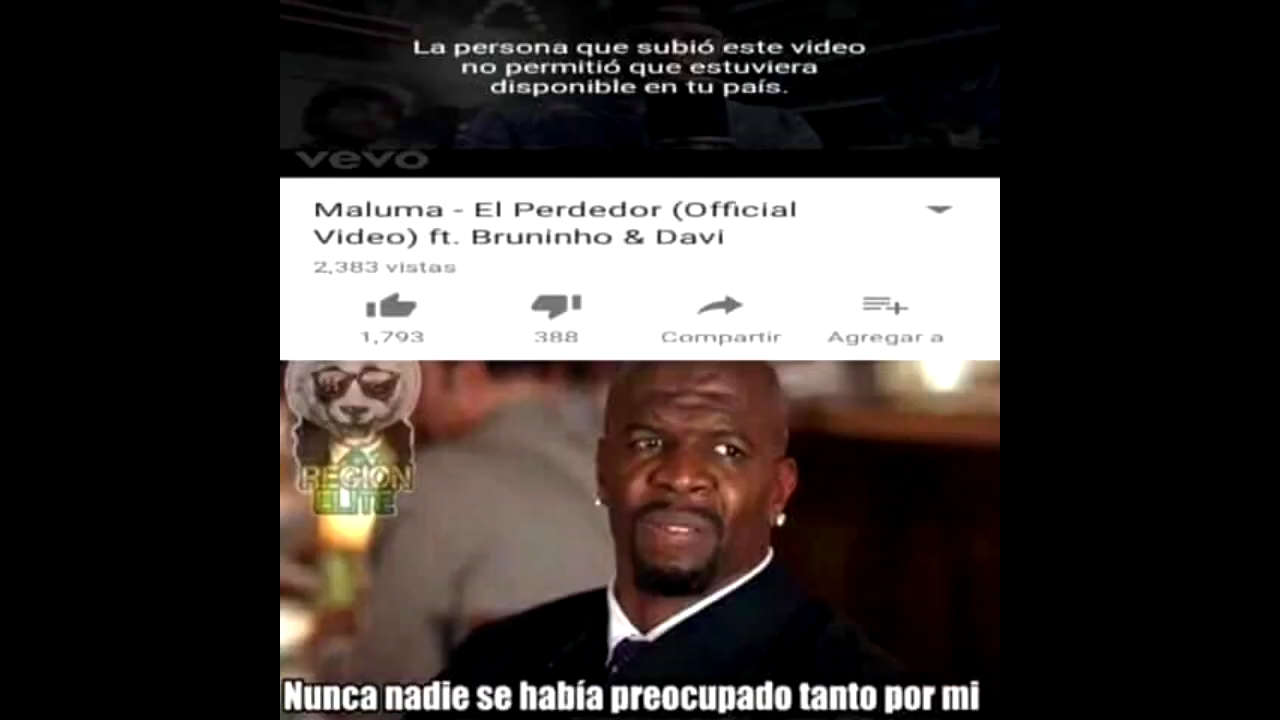 La persona que subió este video
no permitió que estuviera
disponible en tu país.
vevo
Maluma - El Perdedor (Official
Video) ft. Bruninho & Davi
2,383 vistas
1,793 388 Compartir Agregar a
REGION
ELITE
Nunca nadie se había preocupado tanto por mi